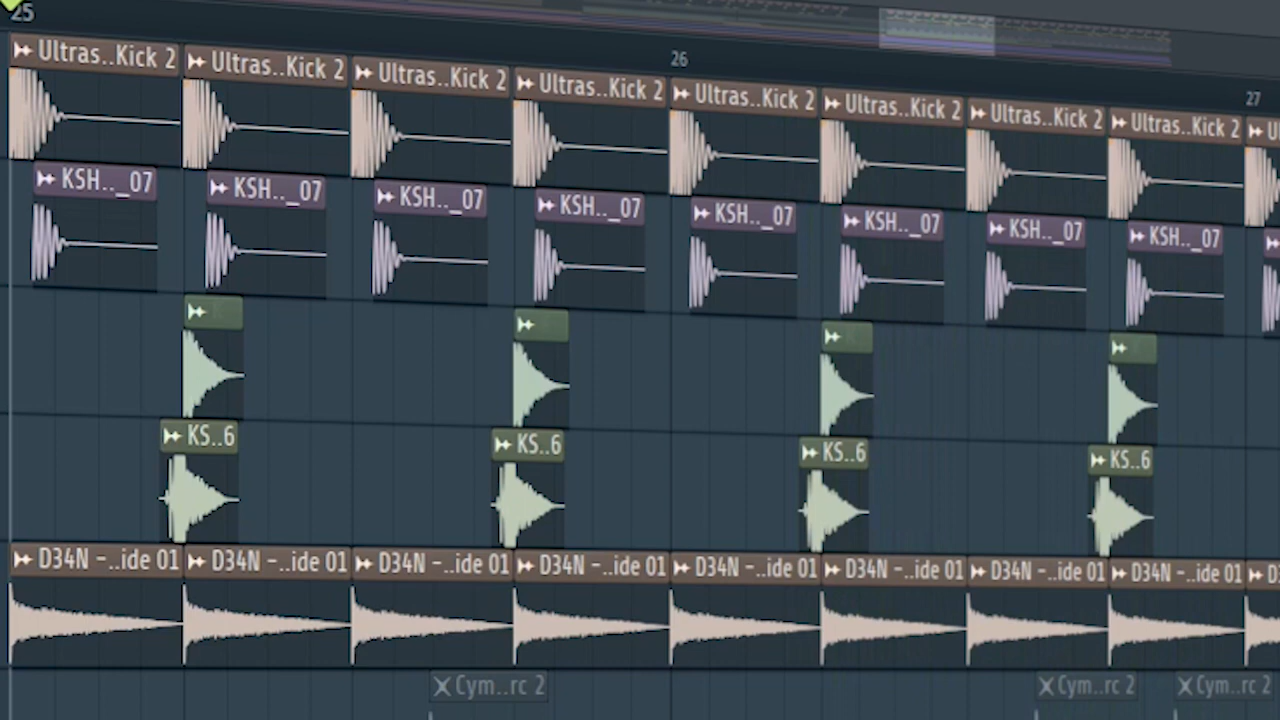 25
26
27
Ultras..Kick 2 Ultras..Kick 2 Ultras..Kick 2 Ultras..Kick 2 Ultras..Kick 2 Ultras..Kick 2 Ultras..Kick 2 Ultras..Kick 2 U
KSH.._07 KSH.._07 KSH.._07 KSH.._07 KSH.._07 KSH.._07 KSH.._07 KSH.._07
KS..6 KS..6 KS..6 KS..6
D34N -..ide 01 D34N -..ide 01 D34N -..ide 01 D34N -..ide 01 D34N -..ide 01 D34N -..ide 01 D34N -..ide 01 D34N -..ide 01 D
Cym..rc 2 Cym..rc 2 Cym..rc 2